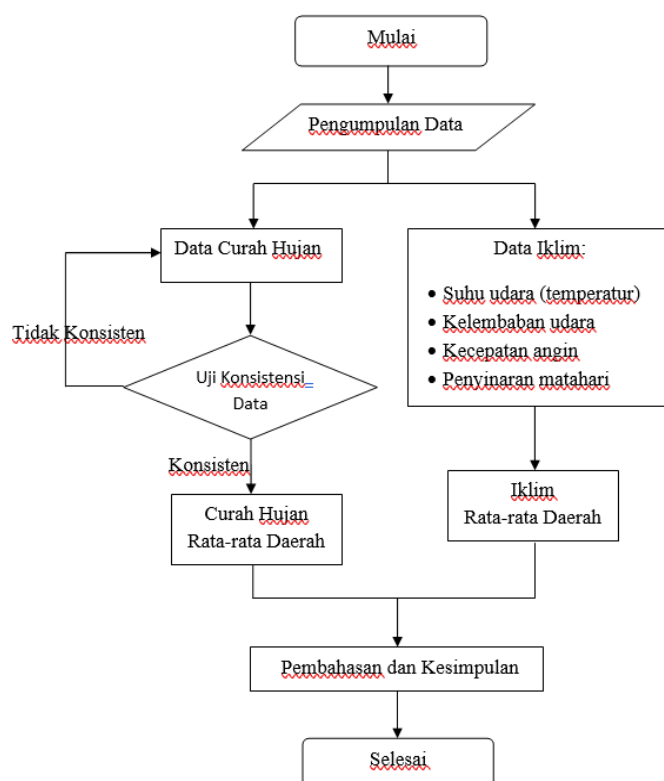 Mulai
Pengumpulan Data
Data Curah Hujan
Tidak Konsisten
Uji Konsistensi
Data
Konsisten
Curah Hujan
Rata-rata Daerah
Data Iklim:
• Suhu udara (temperatur)
• Kelembaban udara
• Kecepatan angin
• Penyinaran matahari
Iklim
Rata-rata Daerah
Pembahasan dan Kesimpulan
Selesai